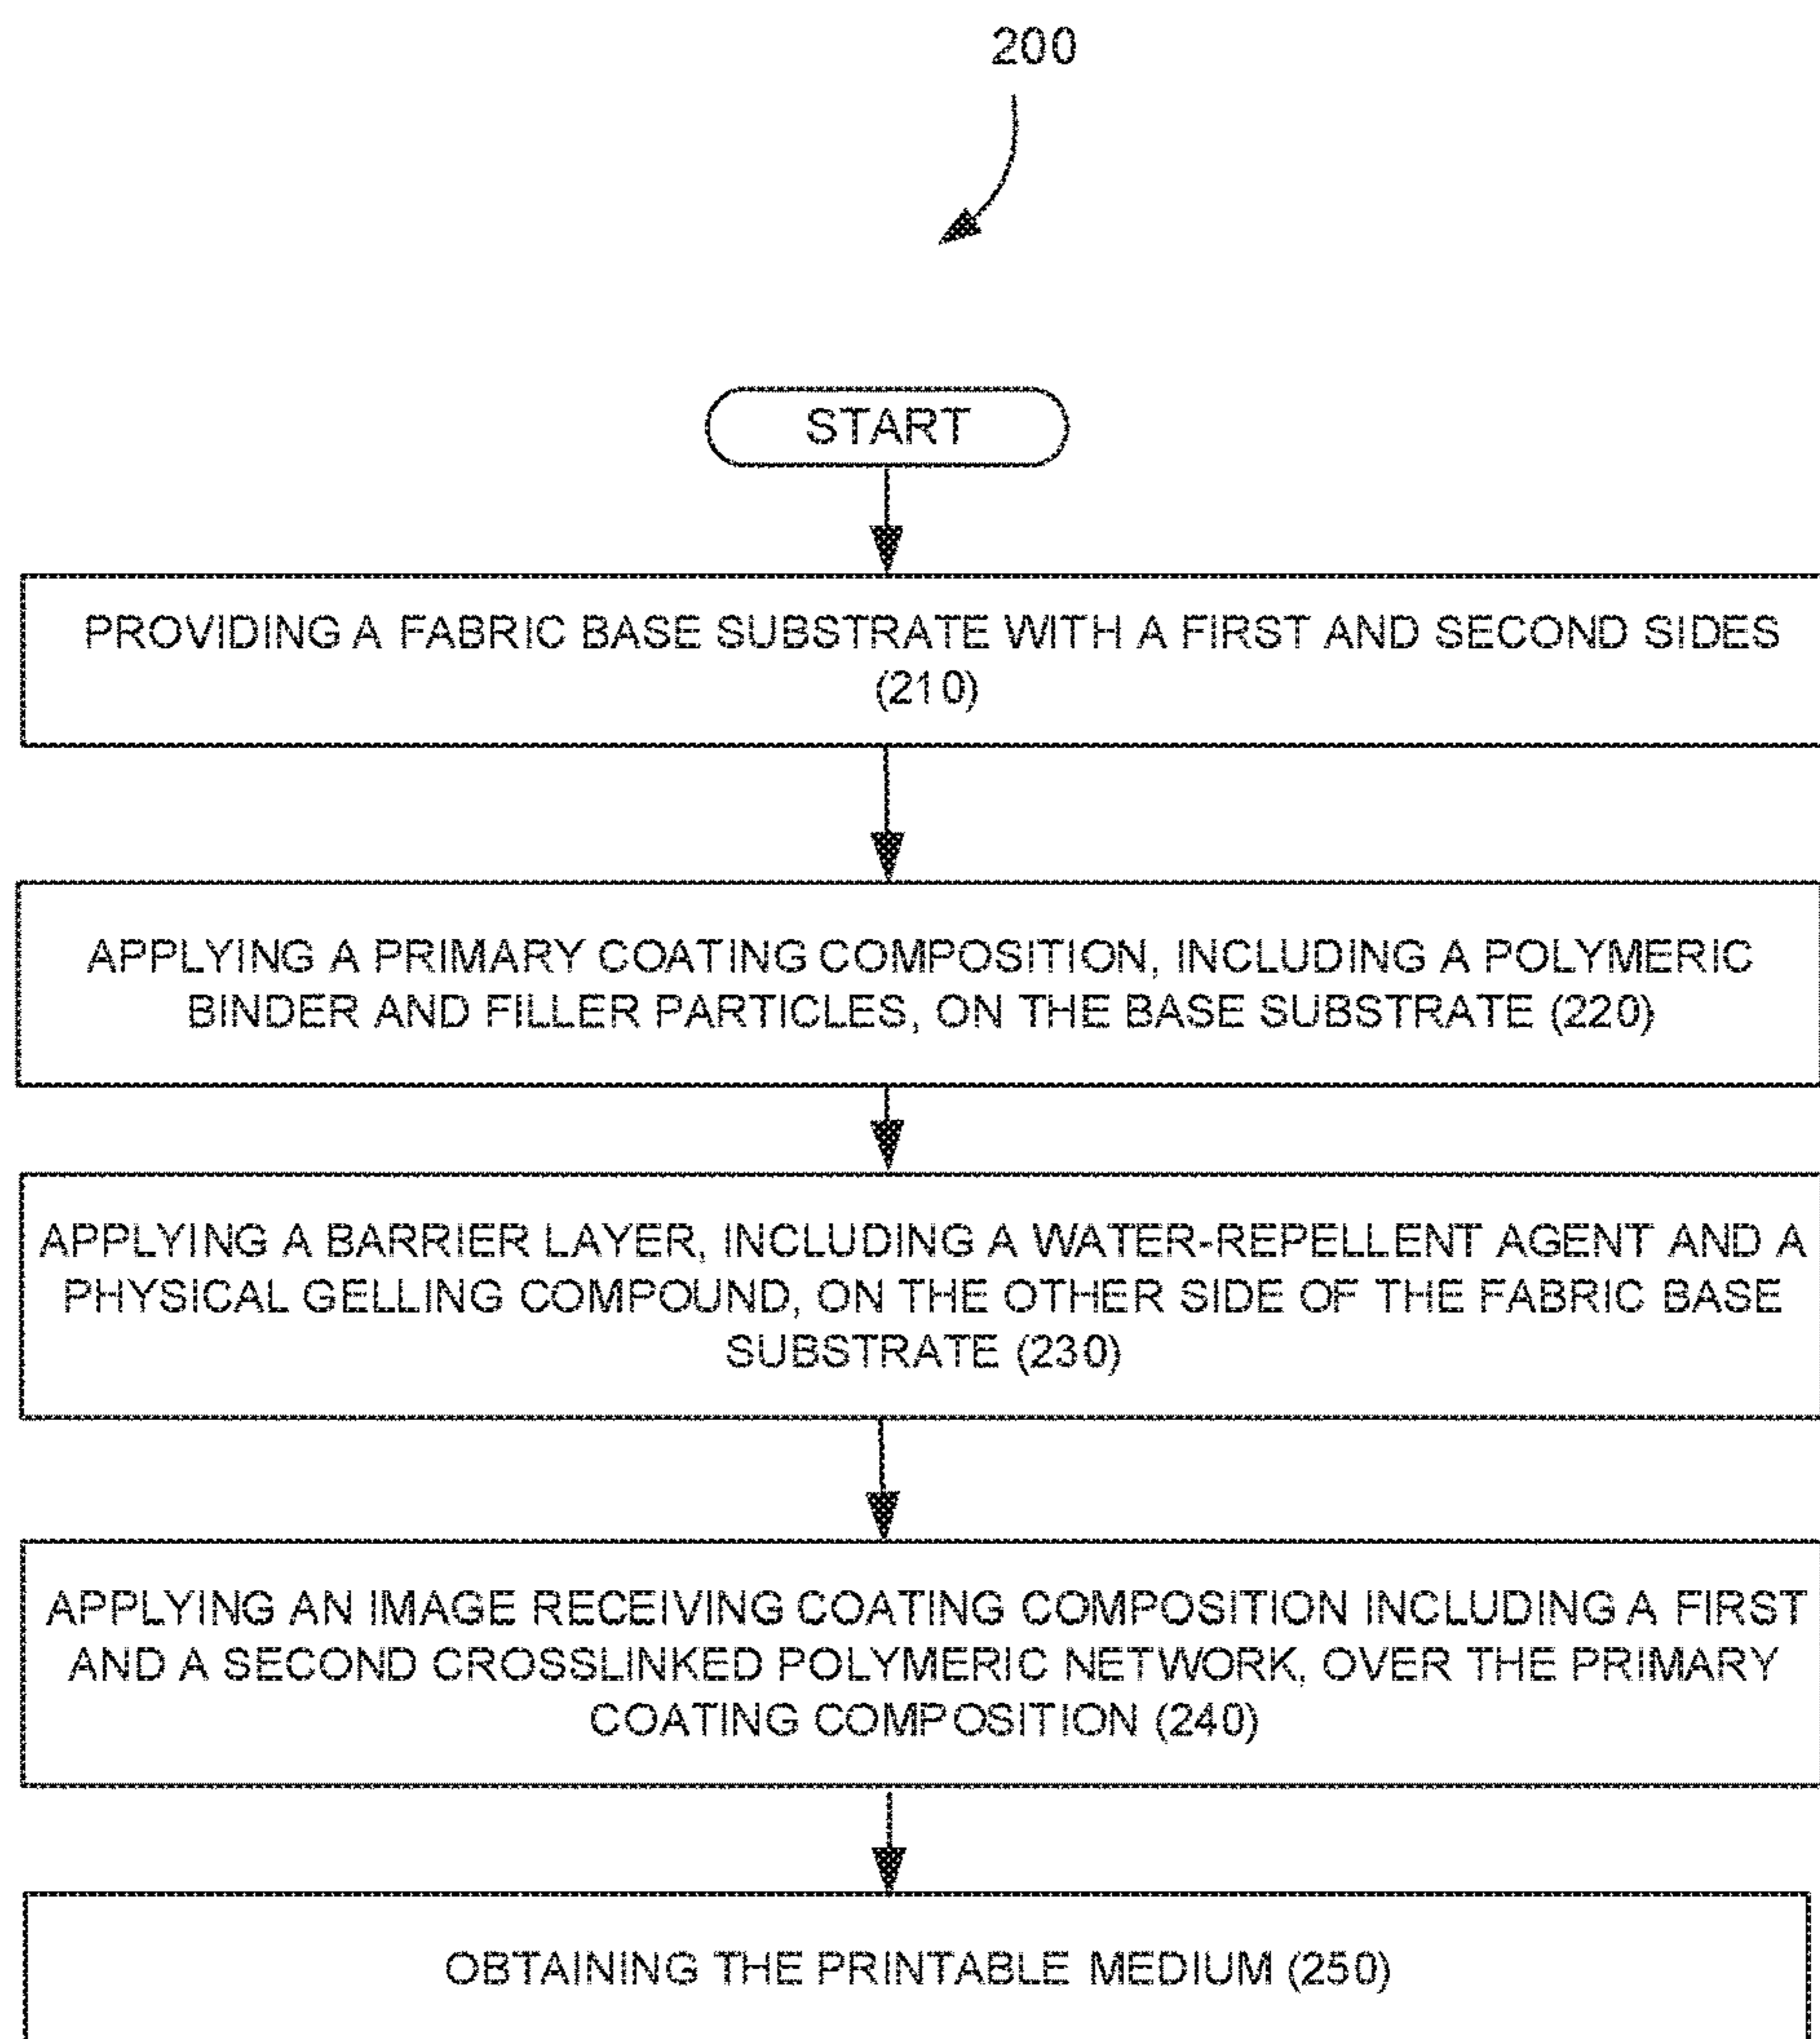 200
START
PROVIDING A FABRIC BASE SUBSTRATE WITH A FIRST AND SECOND SIDES
(210)
APPLYING A PRIMARY COATING COMPOSITION, INCLUDING A POLYMERIC
BINDER AND FILLER PARTICLES, ON THE BASE SUBSTRATE (220)
APPLYING A BARRIER LAYER, INCLUDING A WATER-REPELLENT AGENT AND A
PHYSICAL GELLING COMPOUND, ON THE OTHER SIDE OF THE FABRIC BASE
SUBSTRATE (230)
APPLYING AN IMAGE RECEIVING COATING COMPOSITION INCLUDING A FIRST
AND A SECOND CROSSLINKED POLYMERIC NETWORK, OVER THE PRIMARY
COATING COMPOSITION (240)
OBTAINING THE PRINTABLE MEDIUM (250)